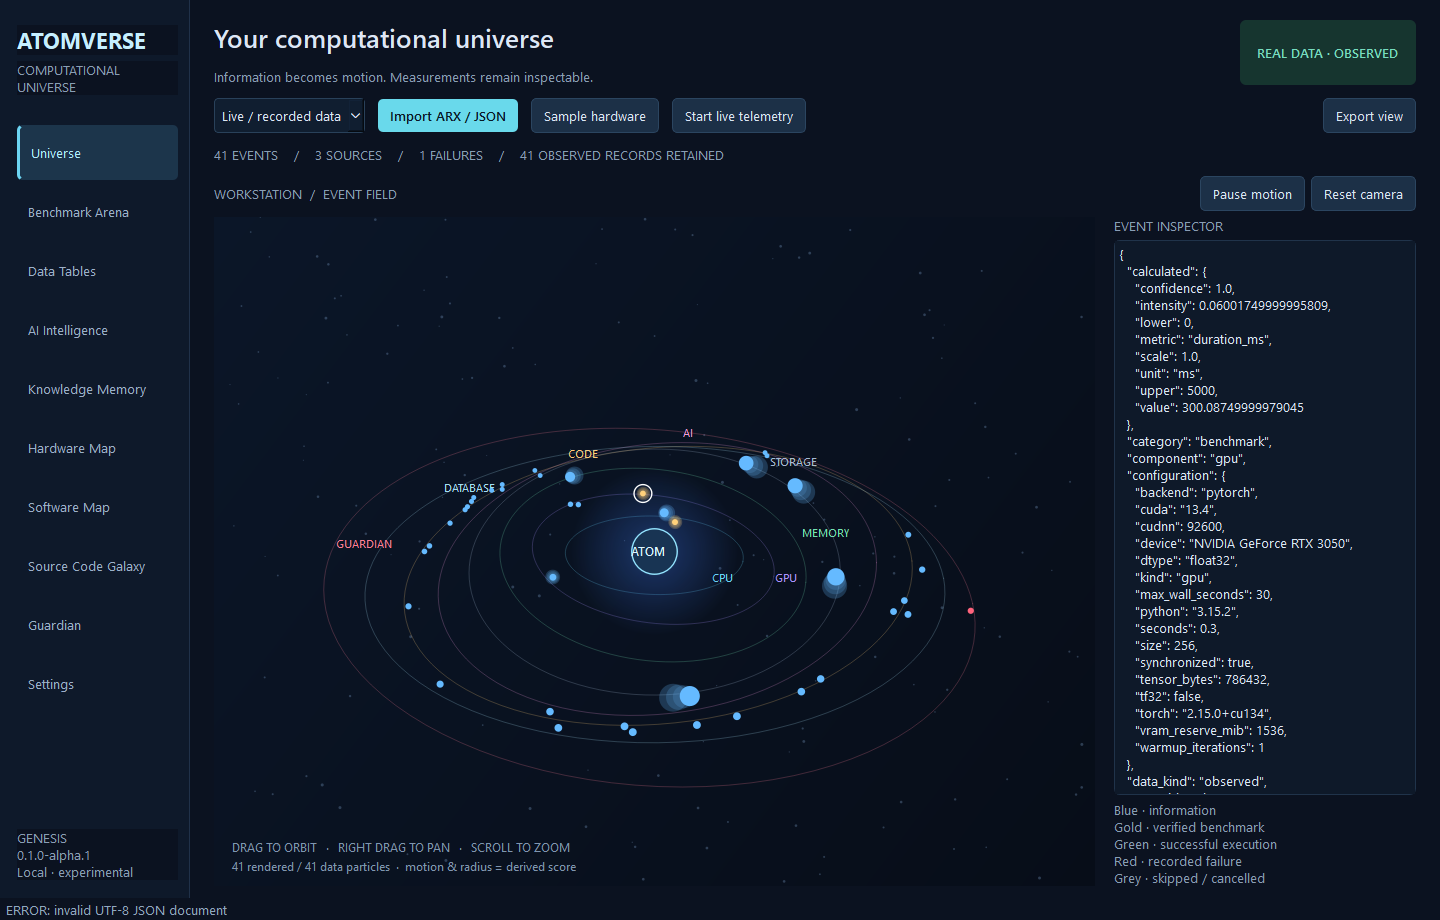 ATOMVERSE
COMPUTATIONAL
UNIVERSE
Universe
Benchmark Arena
Data Tables
AI Intelligence
Knowledge Memory
Hardware Map
Software Map
Source Code Galaxy
Guardian
Settings
GENESIS
0.1.0-alpha.1
Local · experimental
Your computational universe
Information becomes motion. Measurements remain inspectable.
REAL DATA · OBSERVED
Live / recorded data
Import ARX / JSON
Sample hardware
Start live telemetry
Export view
41 EVENTS / 3 SOURCES / 1 FAILURES / 41 OBSERVED RECORDS RETAINED
WORKSTATION / EVENT FIELD
Pause motion
Reset camera
AI
CODE
STORAGE
DATABASE
MEMORY
GUARDIAN
ATOM
CPU
GPU
DRAG TO ORBIT · RIGHT DRAG TO PAN · SCROLL TO ZOOM
41 rendered / 41 data particles · motion & radius = derived score
EVENT INSPECTOR
{
"calculated": {
"confidence": 1.0,
"intensity": 0.06001749999995809,
"lower": 0,
"metric": "duration_ms",
"scale": 1.0,
"unit": "ms",
"upper": 5000,
"value": 300.08749999979045
},
"category": "benchmark",
"component": "gpu",
"configuration": {
"backend": "pytorch",
"cuda": "13.4",
"cudnn": 92600,
"device": "NVIDIA GeForce RTX 3050",
"dtype": "float32",
"kind": "gpu",
"max_wall_seconds": 30,
"python": "3.15.2",
"seconds": 0.3,
"size": 256,
"synchronized": true,
"tensor_bytes": 786432,
"tf32": false,
"torch": "2.15.0+cu134",
"vram_reserve_mib": 1536,
"warmup_iterations": 1
},
"data_kind": "observed",
Blue · information
Gold · verified benchmark
Green · successful execution
Red · recorded failure
Grey · skipped / cancelled
ERROR: invalid UTF-8 JSON document